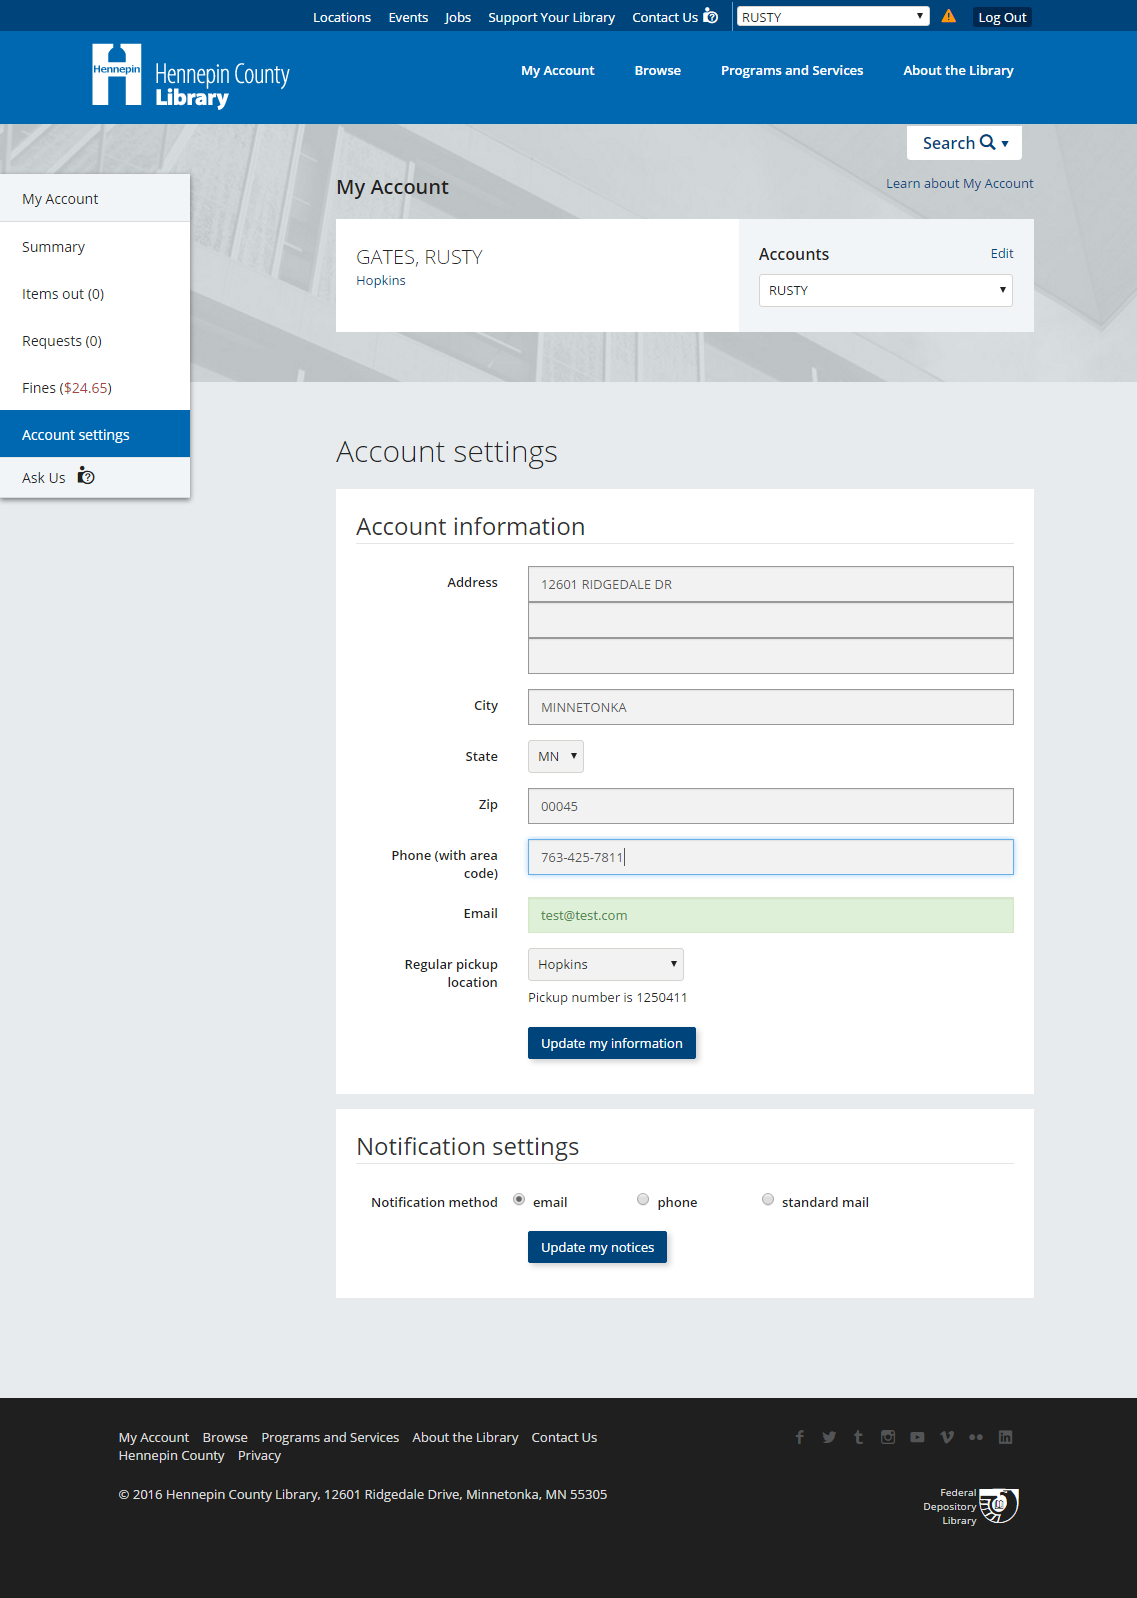 Locations Events Jobs Support Your Library Contact Us RUSTY Log Out
Hennepin
Hennepin County
Library
My Account Browse Programs and Services About the Library
Search
My Account
Learn about My Account
GATES, RUSTY
Hopkins
Accounts Edit
RUSTY
My Account
Summary
Items out (0)
Requests (0)
Fines ($24.65)
Account settings
Ask Us
Account settings
Account information
Address 12601 RIDGEDALE DR
City MINNETONKA
State MN
Zip 00045
Phone (with area
code) 763-425-7811
Email test@test.com
Regular pickup
location Hopkins
Pickup number is 1250411
Update my information
Notification settings
Notification method email phone standard mail
Update my notices
My Account Browse Programs and Services About the Library Contact Us
Hennepin County Privacy
© 2016 Hennepin County Library, 12601 Ridgedale Drive, Minnetonka, MN 55305
Federal
Depository
Library